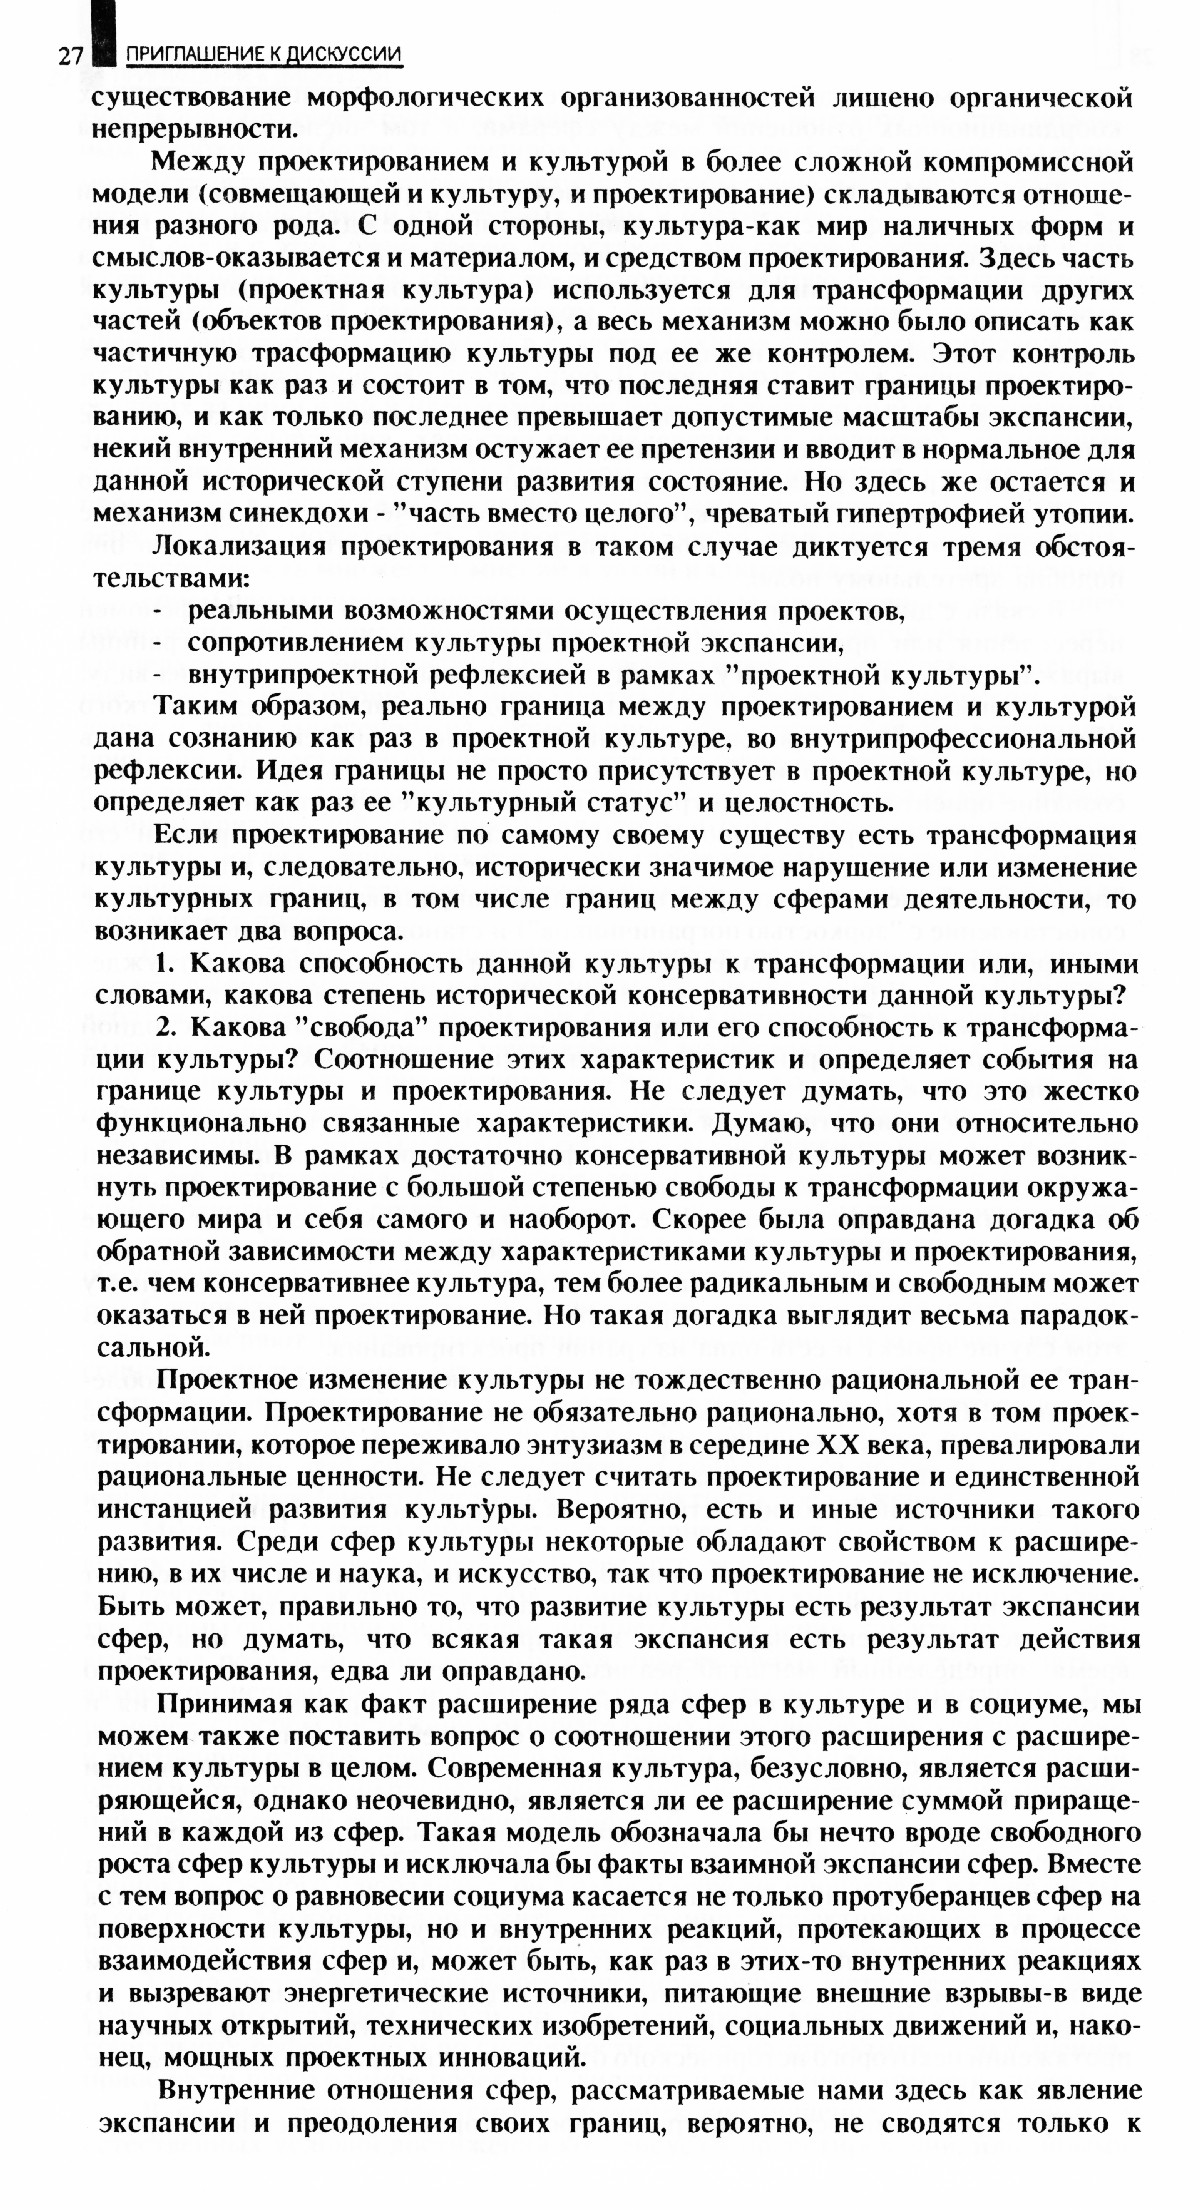 27 ПРИГЛАШЕНИЕ К ДИСКУССИИ
существование морфологических организованностей лишено органической
непрерывности.
Между проектированием и культурой в более сложной компромиссной
модели (совмещающей и культуру, и проектирование) складываются отноше-
ния разного рода. С одной стороны, культура-как мир наличных форм и
смыслов-оказывается и материалом, и средством проектирования. Здесь часть
культуры (проектная культура) используется для трансформации других
частей (объектов проектирования), а весь механизм можно было описать как
частичную трасформацию культуры под ее же контролем. Этот контроль
культуры как раз и состоит в том, что последняя ставит границы проектиро-
ванию, и как только последнее превышает допустимые масштабы экспансии,
некий внутренний механизм остужает ее претензии и вводит в нормальное для
данной исторической ступени развития состояние. Но здесь же остается и
механизм синекдохи - ”часть вместо целого”, чреватый гипертрофией утопии.
Локализация проектирования в таком случае диктуется тремя обстоя-
тельствами:
- реальными возможностями осуществления проектов,
- сопротивлением культуры проектной экспансии,
- внутрипроектной рефлексией в рамках ”проектной культуры”.
Таким образом, реально граница между проектированием и культурой
дана сознанию как раз в проектной культуре, во внутрипрофессиональной
рефлексии. Идея границы не просто присутствует в проектной культуре, но
определяет как раз ее ”культурный статус” и целостность.
Если проектирование по самому своему существу есть трансформация
культуры и, следовательно, исторически значимое нарушение или изменение
культурных границ, в том числе границ между сферами деятельности, то
возникает два вопроса.
1. Какова способность данной культуры к трансформации или, иными
словами, какова степень исторической консервативности данной культуры?
2. Какова ”свобода” проектирования или его способность к трансформа-
ции культуры? Соотношение этих характеристик и определяет события на
границе культуры и проектирования. Не следует думать, что это жестко
функционально связанные характеристики. Думаю, что они относительно
независимы. В рамках достаточно консервативной культуры может возник-
нуть проектирование с большой степенью свободы к трансформации окружа-
ющего мира и себя самого и наоборот. Скорее была оправдана догадка об
обратной зависимости между характеристиками культуры и проектирования,
т.е. чем консервативнее культура, тем более радикальным и свободным может
оказаться в ней проектирование. Но такая догадка выглядит весьма парадок-
сальной.
Проектное изменение культуры не тождественно рациональной ее тран-
сформации. Проектирование не обязательно рационально, хотя в том проек-
тировании, которое переживало энтузиазм в середине XX века, превалировали
рациональные ценности. Не следует считать проектирование и единственной
инстанцией развития культуры. Вероятно, есть и иные источники такого
развития. Среди сфер культуры некоторые обладают свойством к расшире-
нию, в их числе и наука, и искусство, так что проектирование не исключение.
Быть может, правильно то, что развитие культуры есть результат экспансии
сфер, но думать, что всякая такая экспансия есть результат действия
проектирования, едва ли оправдано.
Принимая как факт расширение ряда сфер в культуре и в социуме, мы
можем также поставить вопрос о соотношении этого расширения с расшире-
нием культуры в целом. Современная культура, безусловно, является расши-
ряющейся, однако неочевидно, является ли ее расширение суммой прираще-
ний в каждой из сфер. Такая модель обозначала бы нечто вроде свободного
роста сфер культуры и исключала бы факты взаимной экспансии сфер. Вместе
с тем вопрос о равновесии социума касается не только протуберанцев сфер на
поверхности культуры, но и внутренних реакций, протекающих в процессе
взаимодействия сфер и, может быть, как раз в этих-то внутренних реакциях
и вызревают энергетические источники, питающие внешние взрывы-в виде
научных открытий, технических изобретений, социальных движений и, нако-
нец, мощных проектных инноваций.
Внутренние отношения сфер, рассматриваемые нами здесь как явление
экспансии и преодоления своих границ, вероятно, не сводятся только к